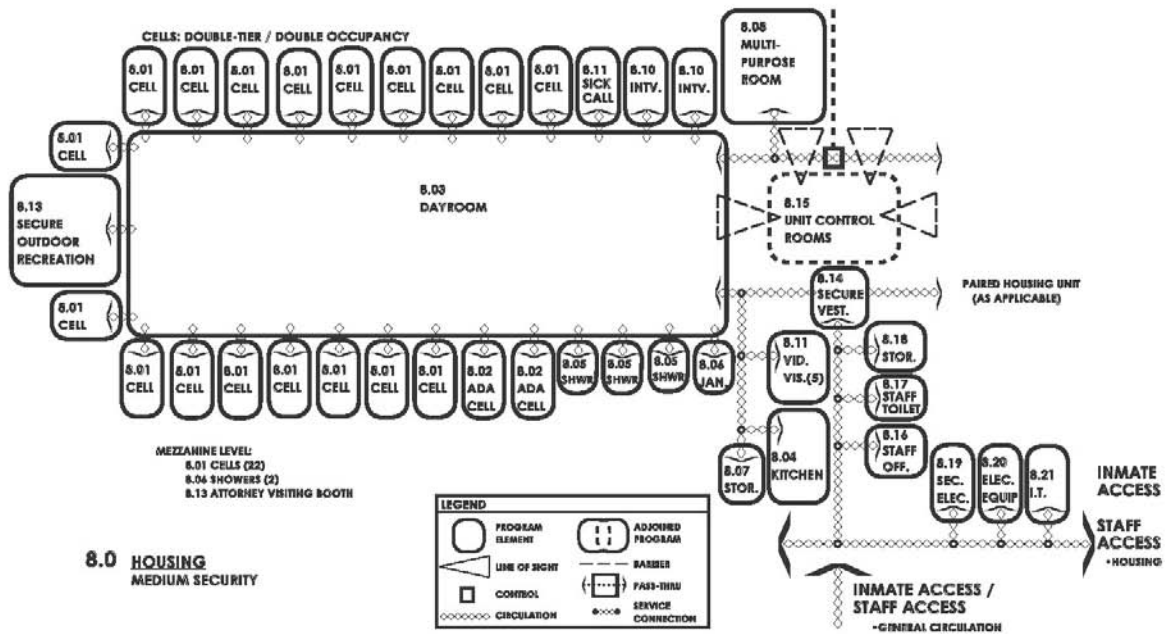 CELLS: DOUBLE-TIER / DOUBLE OCCUPANCY
8.01
CELL
8.01
CELL
8.01
CELL
8.01
CELL
8.01
CELL
8.01
CELL
8.01
CELL
8.01
CELL
8.01
CELL
8.11
SICK
CALL
8.10
INTV.
8.10
INTV.
8.08
MULTI-
PURPOSE
ROOM
8.01
CELL
8.13
SECURE
OUTDOOR
RECREATION
8.01
CELL
8.03
DAYROOM
8.15
UNIT CONTROL
ROOMS
8.14
SECURE
VEST.
PAIRED HOUSING UNIT
(AS APPLICABLE)
8.01
CELL
8.01
CELL
8.01
CELL
8.01
CELL
8.01
CELL
8.01
CELL
8.01
CELL
8.02
ADA
CELL
8.02
ADA
CELL
8.05
SHWR
8.05
SHWR
8.05
SHWR
8.06
JAN.
8.11
VID.
VIS.(5)
8.18
STOR.
8.17
STAFF
TOILET
8.16
STAFF
OFF.
8.07
STOR.
8.04
KITCHEN
8.19
SEC.
ELEC.
8.20
ELEC.
EQUIP
8.21
I.T.
INMATE
ACCESS
STAFF
ACCESS
•HOUSING
MEZZANINE LEVEL:
8.01 CELLS (22)
8.06 SHOWERS (2)
8.13 ATTORNEY VISITING BOOTH
8.0 HOUSING
MEDIUM SECURITY
LEGEND
PROGRAM
ELEMENT
LINE OF SIGHT
CONTROL
CIRCULATION
ADJOINED
PROGRAM
BARRIER
PASS-THRU
SERVICE
CONNECTION
INMATE ACCESS /
STAFF ACCESS
•GENERAL CIRCULATION